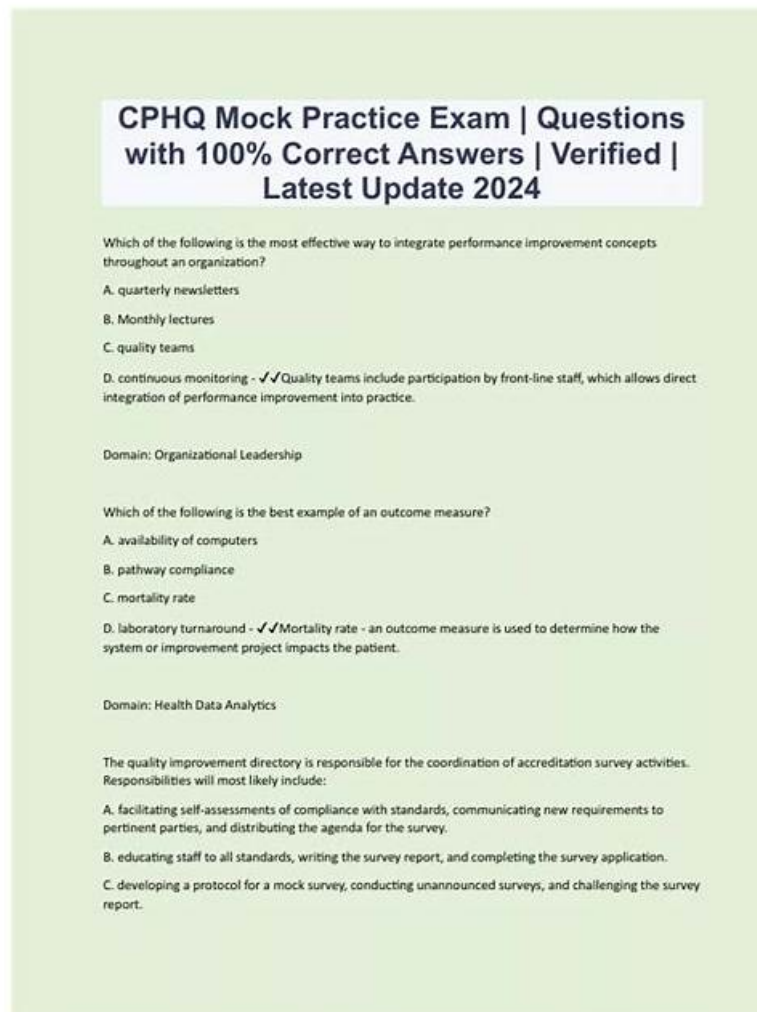 CPHQ Mock Practice Exam | Questions
with 100% Correct Answers | Verified |
Latest Update 2024
Which of the following is the most effective way to integrate performance improvement concepts
throughout an organization?
A. quarterly newsletters
B. Monthly lectures
C. quality teams
D. continuous monitoring - ✓✓Quality teams include participation by front-line staff, which allows direct
integration of performance improvement into practice.
Domain: Organizational Leadership
Which of the following is the best example of an outcome measure?
A. availability of computers
B. pathway compliance
C. mortality rate
D. laboratory turnaround - ✓✓Mortality rate - an outcome measure is used to determine how the
system or improvement project impacts the patient.
Domain: Health Data Analytics
The quality improvement directory is responsible for the coordination of accreditation survey activities.
Responsibilities will most likely include:
A. facilitating self-assessments of compliance with standards, communicating new requirements to
pertinent parties, and distributing the agenda for the survey.
B. educating staff to all standards, writing the survey report, and completing the survey application.
C. developing a protocol for a mock survey, conducting unannounced surveys, and challenging the survey
report.